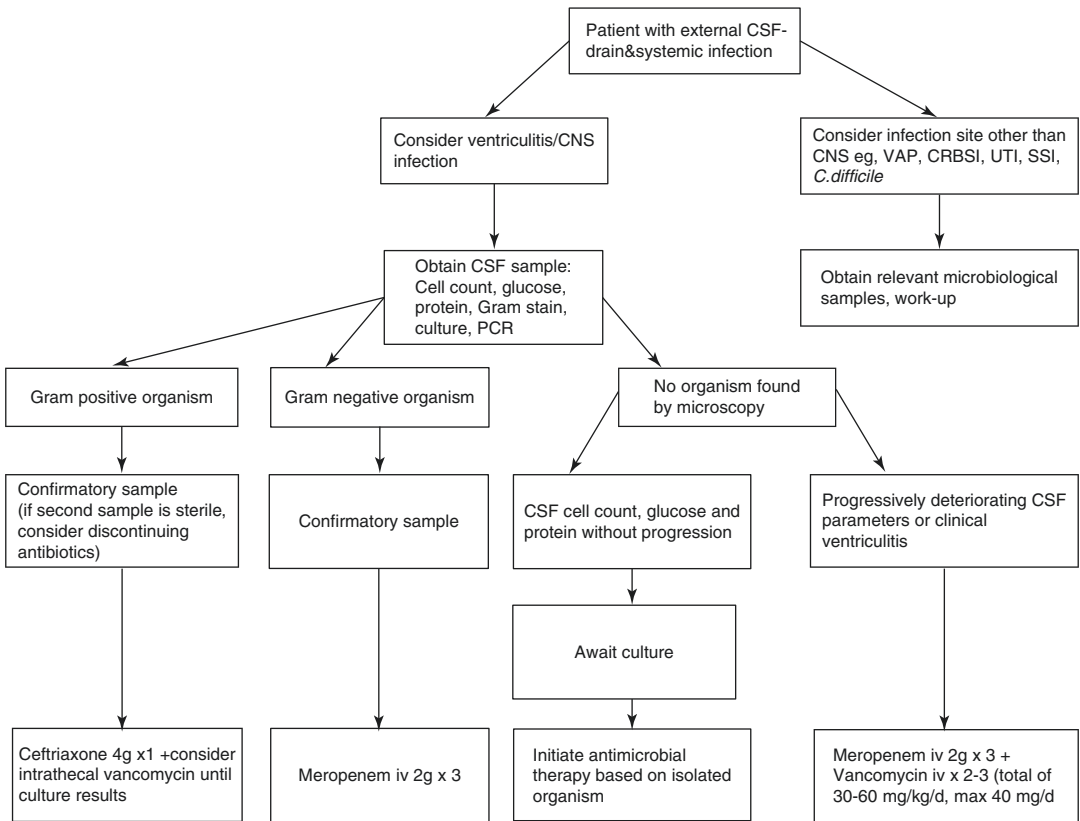 Patient with external CSF-
drain&systemic infection
Consider ventriculitis/CNS
infection
Consider infection site other than
CNS eg, VAP, CRBSI, UTI, SSI,
C.difficile
Obtain CSF sample:
Cell count, glucose,
protein, Gram stain,
culture, PCR
Obtain relevant microbiological
samples, work-up
Gram positive organism
Gram negative organism
No organism found
by microscopy
Confirmatory sample
(if second sample is sterile,
consider discontinuing
antibiotics)
Confirmatory sample
CSF cell count, glucose and
protein without progression
Progressively deteriorating CSF
parameters or clinical
ventriculitis
Await culture
Ceftriaxone 4g x1 +consider
intrathecal vancomycin until
culture results
Meropenem iv 2g x 3
Initiate antimicrobial
therapy based on isolated
organism
Meropenem iv 2g x 3 +
Vancomycin iv x 2-3 (total of
30-60 mg/kg/d, max 40 mg/d